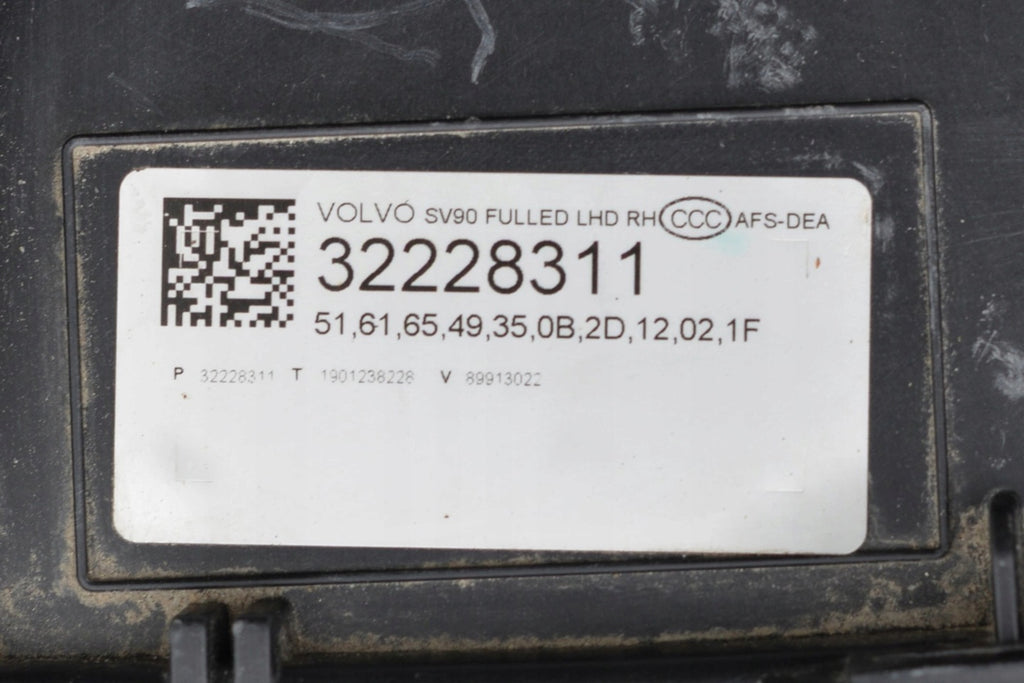 VOLVO SV90 FULLED LHD RH CCC AFS-DEA
32228311
51,61,65,49,35,0B,2D,12,02,1F
P 32228311 T 1901238228 V 89913022